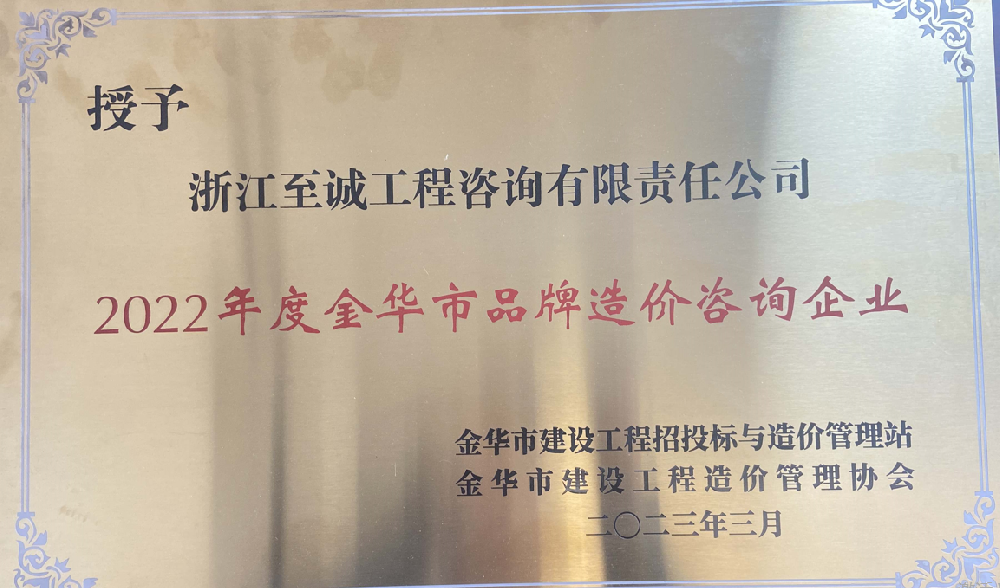 授予
浙江至诚工程咨询有限责任公司
2022年度金华市品牌造价咨询企业
金华市建设工程招投标与造价管理站
金华市建设工程造价管理协会
二〇二三年三月